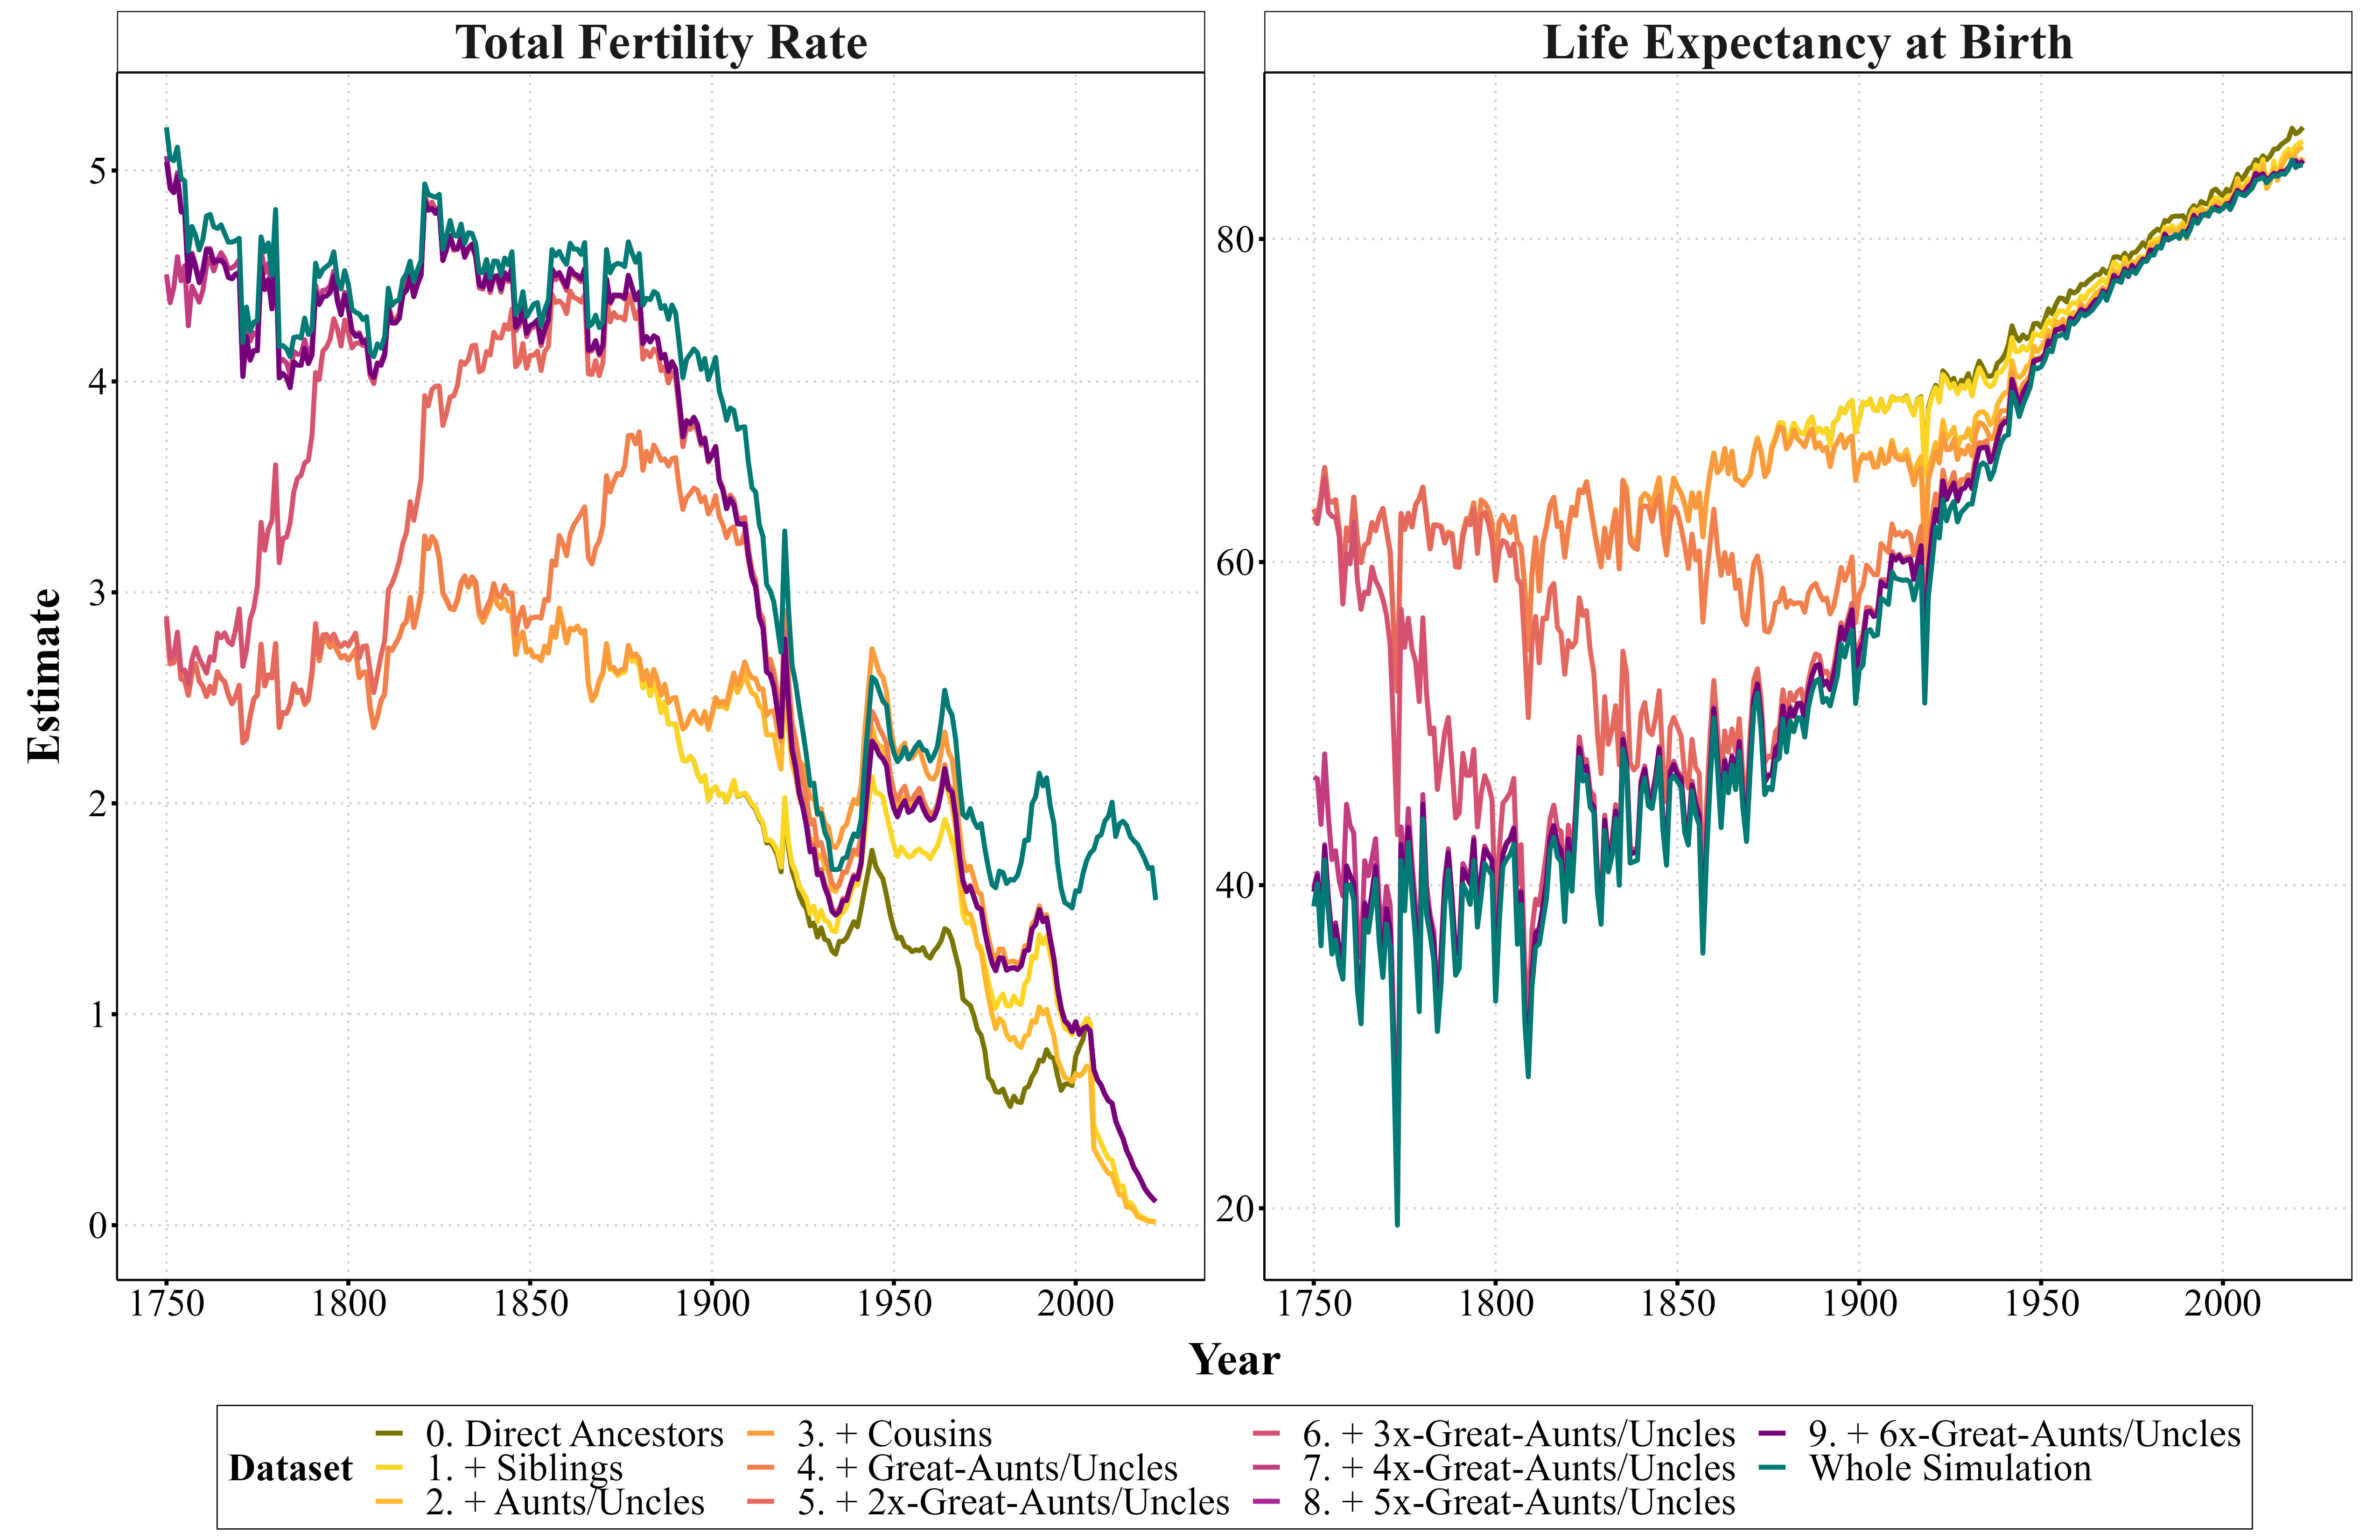 Total Fertility Rate
Life Expectancy at Birth
Estimate
5
4
3
2
1
0
80
60
40
20
1750 1800 1850 1900 1950 2000
1750 1800 1850 1900 1950 2000
Year
Dataset
0. Direct Ancestors
1. + Siblings
2. + Aunts/Uncles
3. + Cousins
4. + Great-Aunts/Uncles
5. + 2x-Great-Aunts/Uncles
6. + 3x-Great-Aunts/Uncles
7. + 4x-Great-Aunts/Uncles
8. + 5x-Great-Aunts/Uncles
9. + 6x-Great-Aunts/Uncles
Whole Simulation